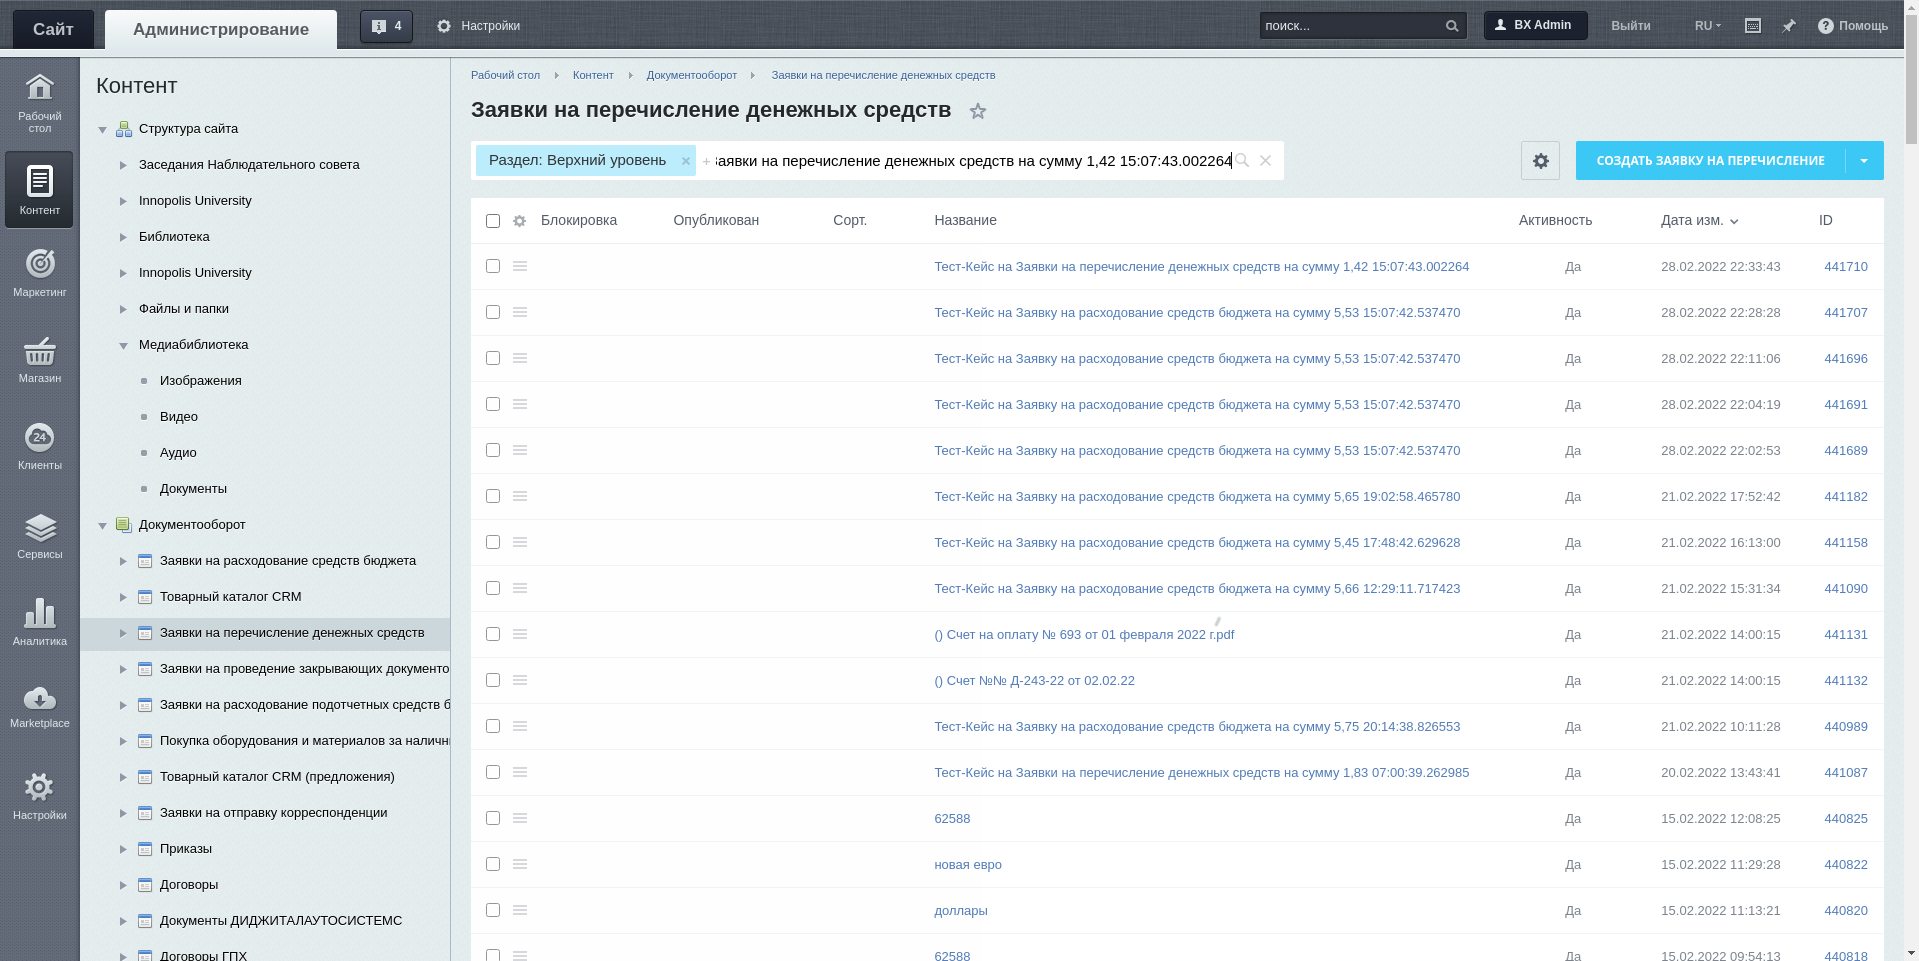 Сайт
Администрирование
4
Настройки
поиск...
BX Admin
Выйти
RU
Помощь
Рабочий стол
Контент
Маркетинг
Магазин
24
Клиенты
Сервисы
Аналитика
Marketplace
Настройки
Контент
Структура сайта
Заседания Наблюдательного совета
Innopolis University
Библиотека
Innopolis University
Файлы и папки
Медиабиблиотека
Изображения
Видео
Аудио
Документы
Документооборот
Заявки на расходование средств бюджета
Товарный каталог CRM
Заявки на перечисление денежных средств
Заявки на проведение закрывающих документо
Заявки на расходование подотчетных средств б
Покупка оборудования и материалов за наличн
Товарный каталог CRM (предложения)
Заявки на отправку корреспонденции
Приказы
Договоры
Документы ДИДЖИТАЛАУТОСИСТЕМС
Договоры ГПХ
Рабочий стол Контент Документооборот Заявки на перечисление денежных средств
Заявки на перечисление денежных средств
Раздел: Верхний уровень × + аявки на перечисление денежных средств на сумму 1,42 15:07:43.002264
СОЗДАТЬ ЗАЯВКУ НА ПЕРЕЧИСЛЕНИЕ
Блокировка Опубликован Сорт. Название Активность Дата изм. ID
Тест-Кейс на Заявки на перечисление денежных средств на сумму 1,42 15:07:43.002264 Да 28.02.2022 22:33:43 441710
Тест-Кейс на Заявку на расходование средств бюджета на сумму 5,53 15:07:42.537470 Да 28.02.2022 22:28:28 441707
Тест-Кейс на Заявку на расходование средств бюджета на сумму 5,53 15:07:42.537470 Да 28.02.2022 22:11:06 441696
Тест-Кейс на Заявку на расходование средств бюджета на сумму 5,53 15:07:42.537470 Да 28.02.2022 22:04:19 441691
Тест-Кейс на Заявку на расходование средств бюджета на сумму 5,53 15:07:42.537470 Да 28.02.2022 22:02:53 441689
Тест-Кейс на Заявку на расходование средств бюджета на сумму 5,65 19:02:58.465780 Да 21.02.2022 17:52:42 441182
Тест-Кейс на Заявку на расходование средств бюджета на сумму 5,45 17:48:42.629628 Да 21.02.2022 16:13:00 441158
Тест-Кейс на Заявку на расходование средств бюджета на сумму 5,66 12:29:11.717423 Да 21.02.2022 15:31:34 441090
() Счет на оплату № 693 от 01 февраля 2022 г.pdf Да 21.02.2022 14:00:15 441131
() Счет №№ Д-243-22 от 02.02.22 Да 21.02.2022 14:00:15 441132
Тест-Кейс на Заявку на расходование средств бюджета на сумму 5,75 20:14:38.826553 Да 21.02.2022 10:11:28 440989
Тест-Кейс на Заявки на перечисление денежных средств на сумму 1,83 07:00:39.262985 Да 20.02.2022 13:43:41 441087
62588 Да 15.02.2022 12:08:25 440825
новая евро Да 15.02.2022 11:29:28 440822
доллары Да 15.02.2022 11:13:21 440820
62588 Да 15.02.2022 09:54:13 440818